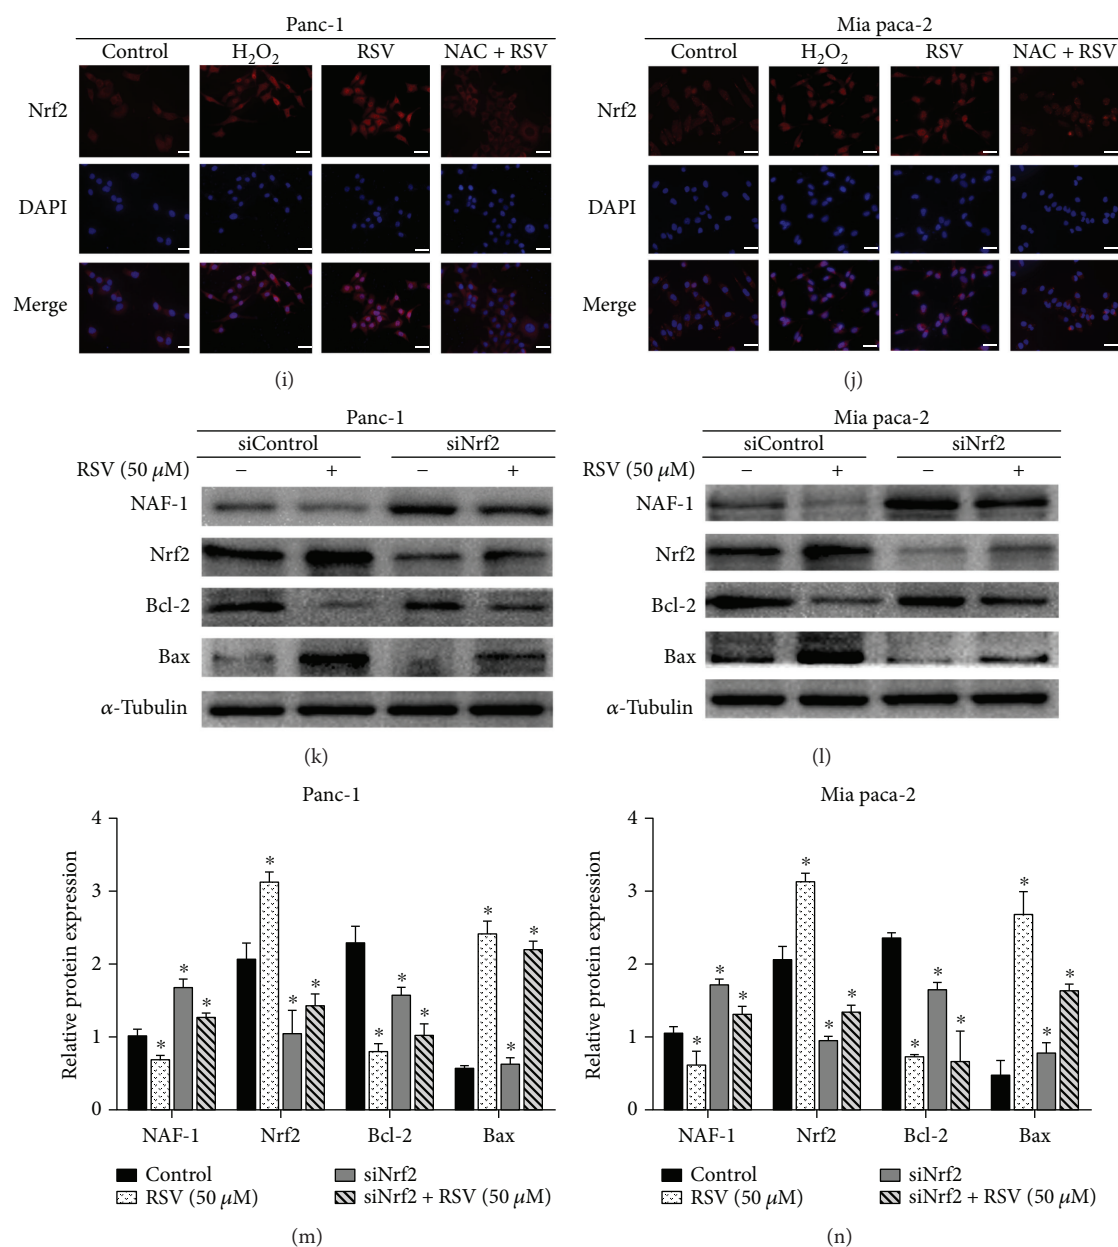 Panc-1
Control H2O2 RSV NAC + RSV
Nrf2
DAPI
Merge
(i)
Mia paca-2
Control H2O2 RSV NAC + RSV
Nrf2
DAPI
Merge
(j)
Panc-1
siControl siNrf2
RSV (50 μM) − + − +
NAF-1
Nrf2
Bcl-2
Bax
α-Tubulin
(k)
Mia paca-2
siControl siNrf2
RSV (50 μM) − + − +
NAF-1
Nrf2
Bcl-2
Bax
α-Tubulin
(l)
Panc-1
Relative protein expression
4
3
2
1
0
* * * * * * * * * * *
NAF-1 Nrf2 Bcl-2 Bax
Control siNrf2
RSV (50 μM) siNrf2 + RSV (50 μM)
(m)
Mia paca-2
Relative protein expression
4
3
2
1
0
* * * * * * * * * * * *
NAF-1 Nrf2 Bcl-2 Bax
Control siNrf2
RSV (50 μM) siNrf2 + RSV (50 μM)
(n)